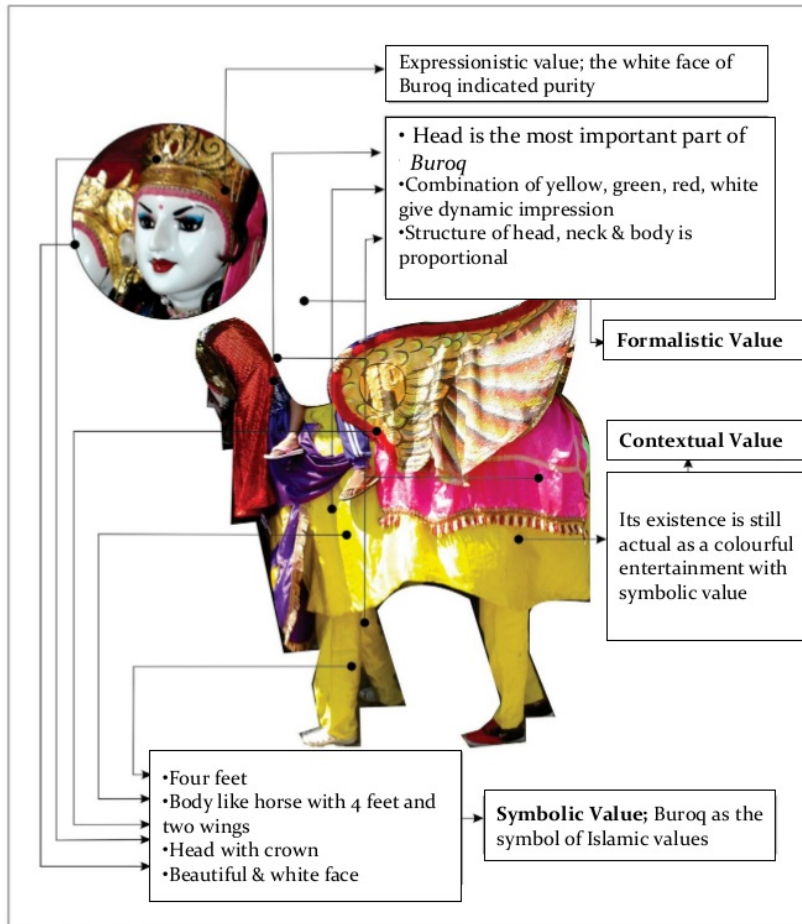 Expressionistic value; the white face of
Buroq indicated purity
• Head is the most important part of
Buroq
•Combination of yellow, green, red, white
give dynamic impression
•Structure of head, neck & body is
proportional
Formalistic Value
Contextual Value
Its existence is still
actual as a colourful
entertainment with
symbolic value
•Four feet
•Body like horse with 4 feet and
two wings
•Head with crown
•Beautiful & white face
Symbolic Value; Buroq as the
symbol of Islamic values